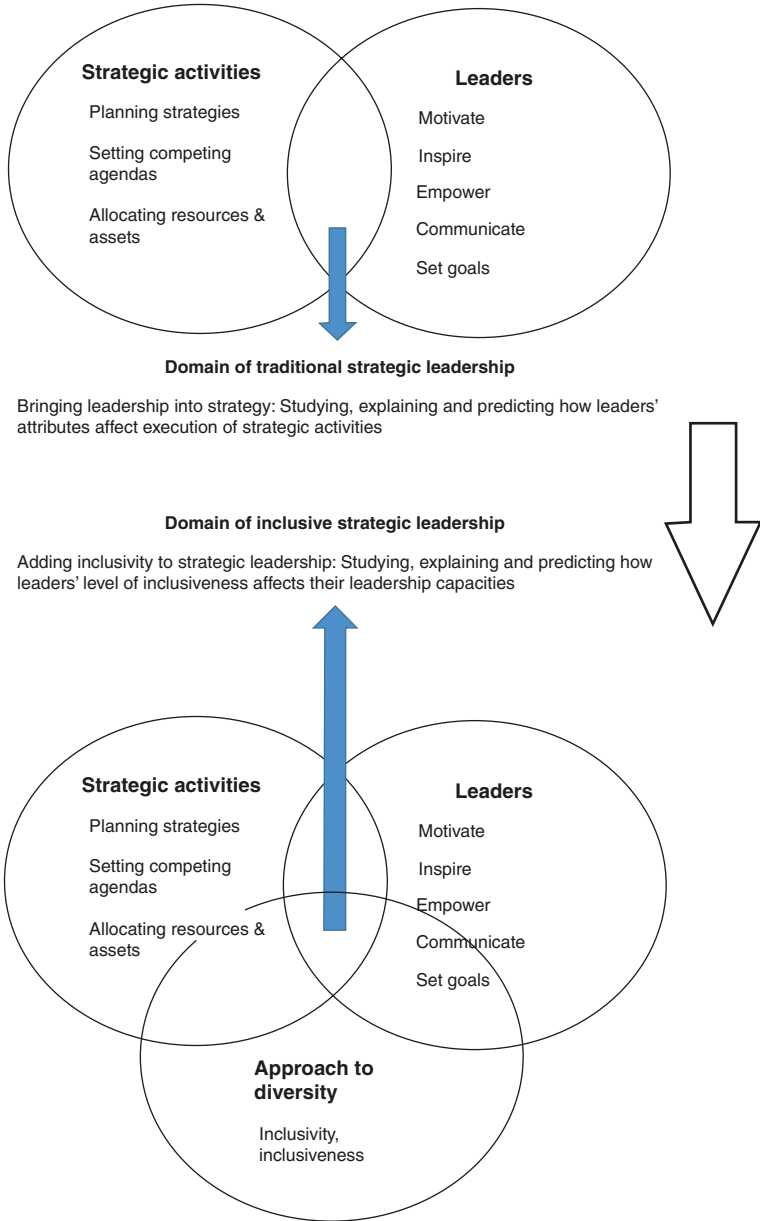 Strategic activities
Planning strategies
Setting competing
agendas
Allocating resources &
assets
Leaders
Motivate
Inspire
Empower
Communicate
Set goals
Domain of traditional strategic leadership
Bringing leadership into strategy: Studying, explaining and predicting how leaders’
attributes affect execution of strategic activities
Domain of inclusive strategic leadership
Adding inclusivity to strategic leadership: Studying, explaining and predicting how
leaders’ level of inclusiveness affects their leadership capacities
Strategic activities
Planning strategies
Setting competing
agendas
Allocating resources &
assets
Leaders
Motivate
Inspire
Empower
Communicate
Set goals
Approach to
diversity
Inclusivity,
inclusiveness